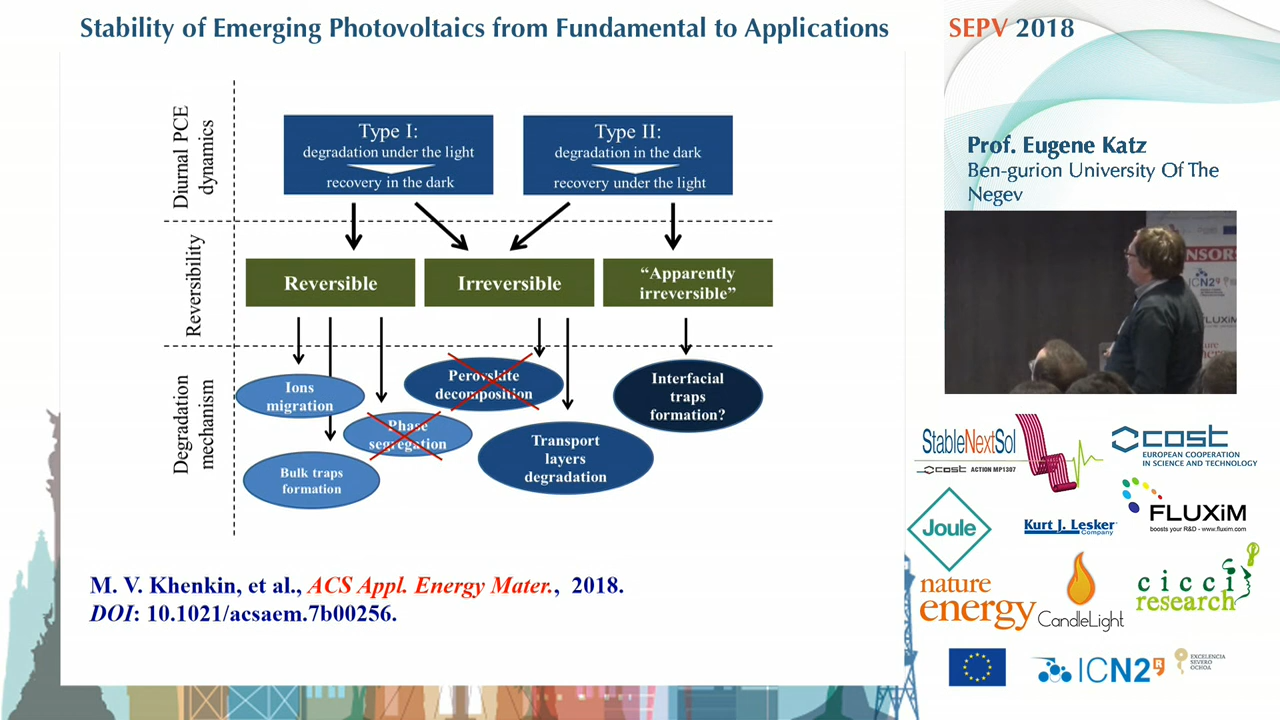 Stability of Emerging Photovoltaics from Fundamental to Applications
SEPV 2018
Diurnal PCE
dynamics
Type I:
degradation under the light
recovery in the dark
Type II:
degradation in the dark
recovery under the light
Reversibility
Reversible
Irreversible
“Apparently
irreversible”
Degradation
mechanism
Ions
migration
Bulk traps
formation
Phase
segregation
Perovskite
decomposition
Transport
layers
degradation
Interfacial
traps
formation?
M. V. Khenkin, et al., ACS Appl. Energy Mater., 2018.
DOI: 10.1021/acsaem.7b00256.
Prof. Eugene Katz
Ben-gurion University Of The
Negev
NSOR
ICN2
FLUXiM
StableNextSol
cost ACTION MP1307
cost
EUROPEAN COOPERATION
IN SCIENCE AND TECHNOLOGY
Joule
Kurt J. Lesker
Company
FLUXiM
boosts your R&D - www.fluxim.com
nature
energy
CandleLight
cicci
research
ICN2
EXCELENCIA
SEVERO
OCHOA